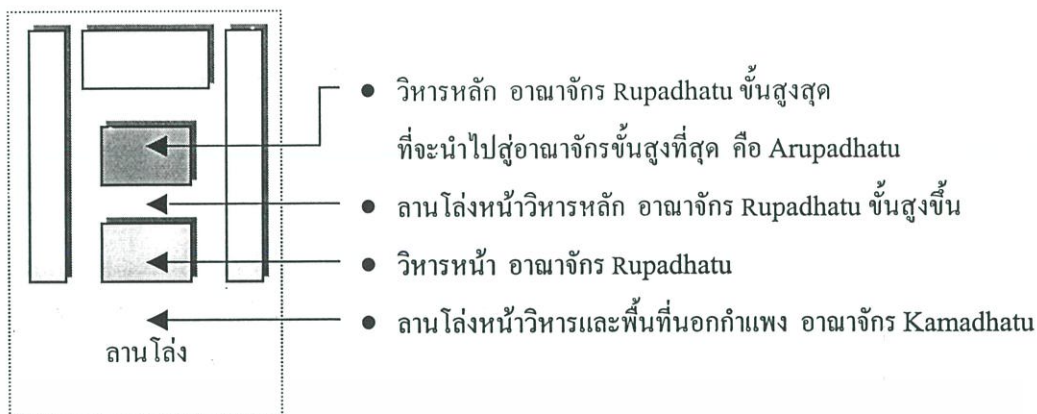 ● วิหารหลัก อาณาจักร Rupadhatu ขั้นสูงสุด
ที่จะนำไปสู่อาณาจักรขั้นสูงที่สุด คือ Arupadhatu
● ลานโล่งหน้าวิหารหลัก อาณาจักร Rupadhatu ขั้นสูงขึ้น
● วิหารหน้า อาณาจักร Rupadhatu
● ลานโล่งหน้าวิหารและพื้นที่นอกกำแพง อาณาจักร Kamadhatu
ลานโล่ง